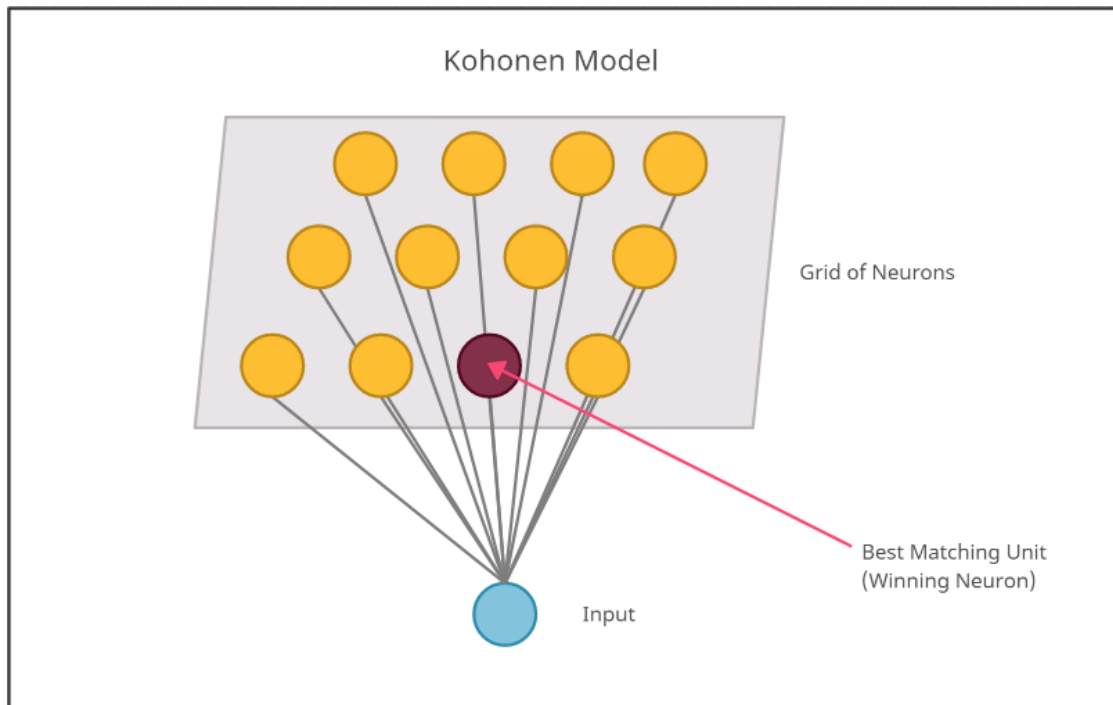 Kohonen Model
Grid of Neurons
Best Matching Unit
(Winning Neuron)
Input